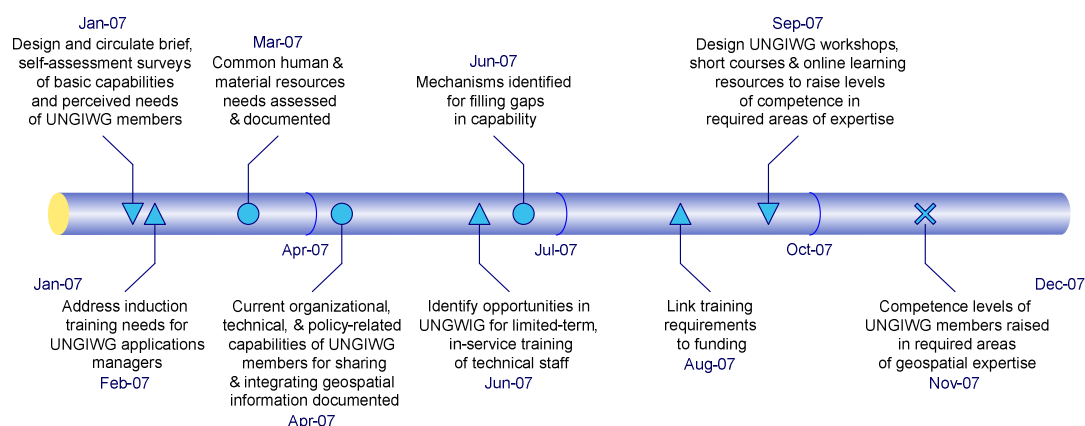 Jan-07
Design and circulate brief,
self-assessment surveys
of basic capabilities
and perceived needs
of UNGIWG members
Mar-07
Common human &
material resources
needs assessed
& documented
Jun-07
Mechanisms identified
for filling gaps
in capability
Sep-07
Design UNGIWG workshops,
short courses & online learning
resources to raise levels
of competence in
required areas of expertise
Jan-07
Apr-07
Jul-07
Oct-07
Dec-07
Address induction
training needs for
UNGIWG applications
managers
Feb-07
Current organizational,
technical, & policy-related
capabilities of UNGIWG
members for sharing
& integrating geospatial
information documented
Apr-07
Identify opportunities in
UNGWIG for limited-term,
in-service training
of technical staff
Jun-07
Link training
requirements
to funding
Aug-07
Competence levels of
UNGIWG members raised
in required areas
of geospatial expertise
Nov-07